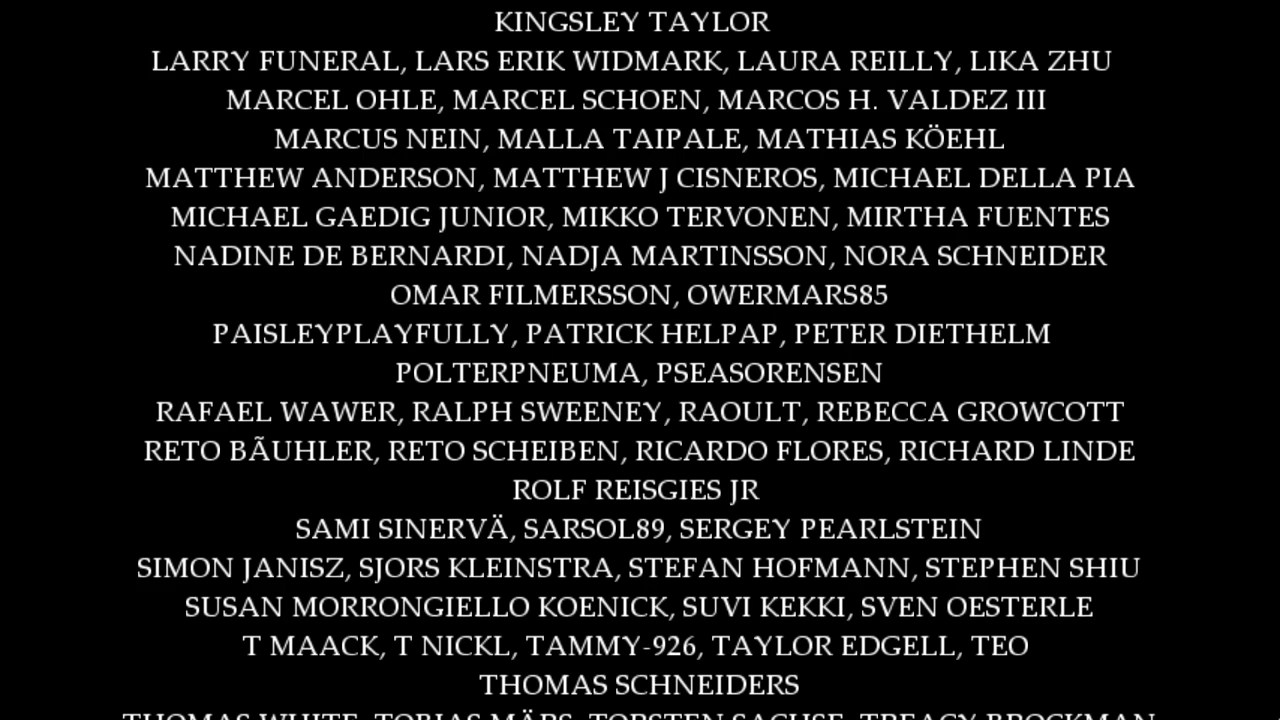 KINGSLEY TAYLOR
LARRY FUNERAL, LARS ERIK WIDMARK, LAURA REILLY, LIKA ZHU
MARCEL OHLE, MARCEL SCHOEN, MARCOS H. VALDEZ III
MARCUS NEIN, MALLA TAIPALE, MATHIAS KÖEHL
MATTHEW ANDERSON, MATTHEW J CISNEROS, MICHAEL DELLA PIA
MICHAEL GAEDIG JUNIOR, MIKKO TERVONEN, MIRTHA FUENTES
NADINE DE BERNARDI, NADJA MARTINSSON, NORA SCHNEIDER
OMAR FILMERSSON, OWERMARS85
PAISLEYPLAYFULLY, PATRICK HELPAP, PETER DIETHELM
POLTERPNEUMA, PSEASORENSEN
RAFAEL WAWER, RALPH SWEENEY, RAOULT, REBECCA GROWCOTT
RETO BÃUHLER, RETO SCHEIBEN, RICARDO FLORES, RICHARD LINDE
ROLF REISGIES JR
SAMI SINERVÄ, SARSOL89, SERGEY PEARLSTEIN
SIMON JANISZ, SJORS KLEINSTRA, STEFAN HOFMANN, STEPHEN SHIU
SUSAN MORRONGIELLO KOENICK, SUVI KEKKI, SVEN OESTERLE
T MAACK, T NICKL, TAMMY-926, TAYLOR EDGELL, TEO
THOMAS SCHNEIDERS
THOMAS WHITE, TOBIAS MÄRS, TORSTEN SACHSE, TREACY BROCKMAN